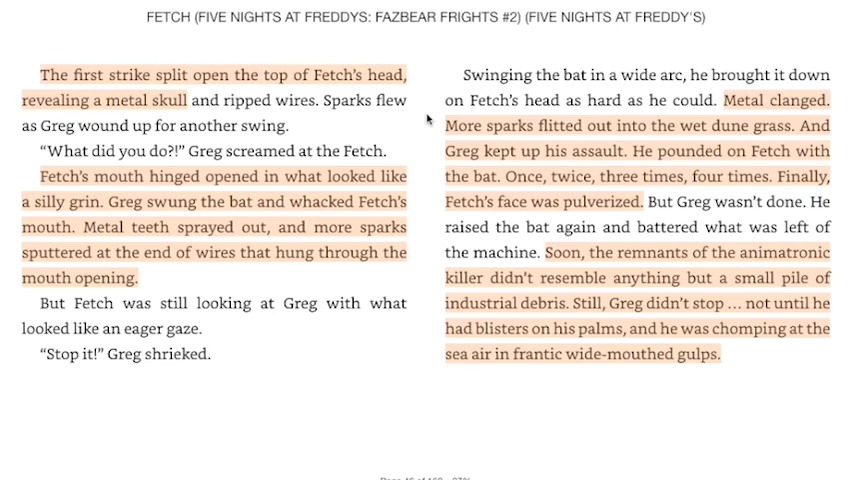 FETCH (FIVE NIGHTS AT FREDDYS: FAZBEAR FRIGHTS #2) (FIVE NIGHTS AT FREDDY'S)
The first strike split open the top of Fetch's head,
revealing a metal skull and ripped wires. Sparks flew
as Greg wound up for another swing.
“What did you do?!” Greg screamed at the Fetch.
Fetch's mouth hinged opened in what looked like
a silly grin. Greg swung the bat and whacked Fetch's
mouth. Metal teeth sprayed out, and more sparks
sputtered at the end of wires that hung through the
mouth opening.
But Fetch was still looking at Greg with what
looked like an eager gaze.
“Stop it!” Greg shrieked.
Swinging the bat in a wide arc, he brought it down
on Fetch's head as hard as he could. Metal clanged.
More sparks flitted out into the wet dune grass. And
Greg kept up his assault. He pounded on Fetch with
the bat. Once, twice, three times, four times. Finally,
Fetch's face was pulverized. But Greg wasn't done. He
raised the bat again and battered what was left of
the machine. Soon, the remnants of the animatronic
killer didn't resemble anything but a small pile of
industrial debris. Still, Greg didn't stop … not until he
had blisters on his palms, and he was chomping at the
sea air in frantic wide-mouthed gulps.